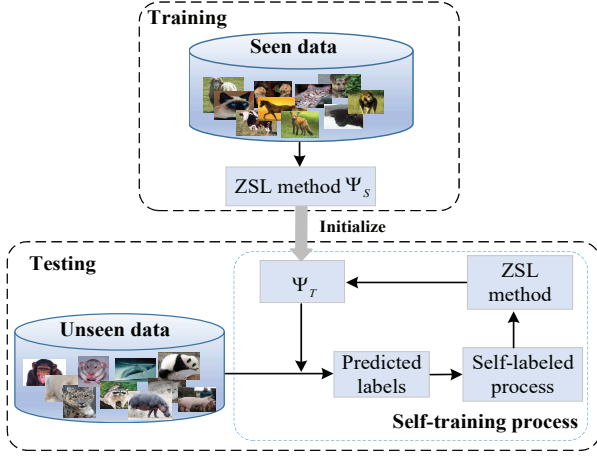 Training
Seen data
ZSL method Ψ_S
Initialize
Testing
Ψ_T
ZSL
method
Unseen data
Predicted
labels
Self-labeled
process
Self-training process